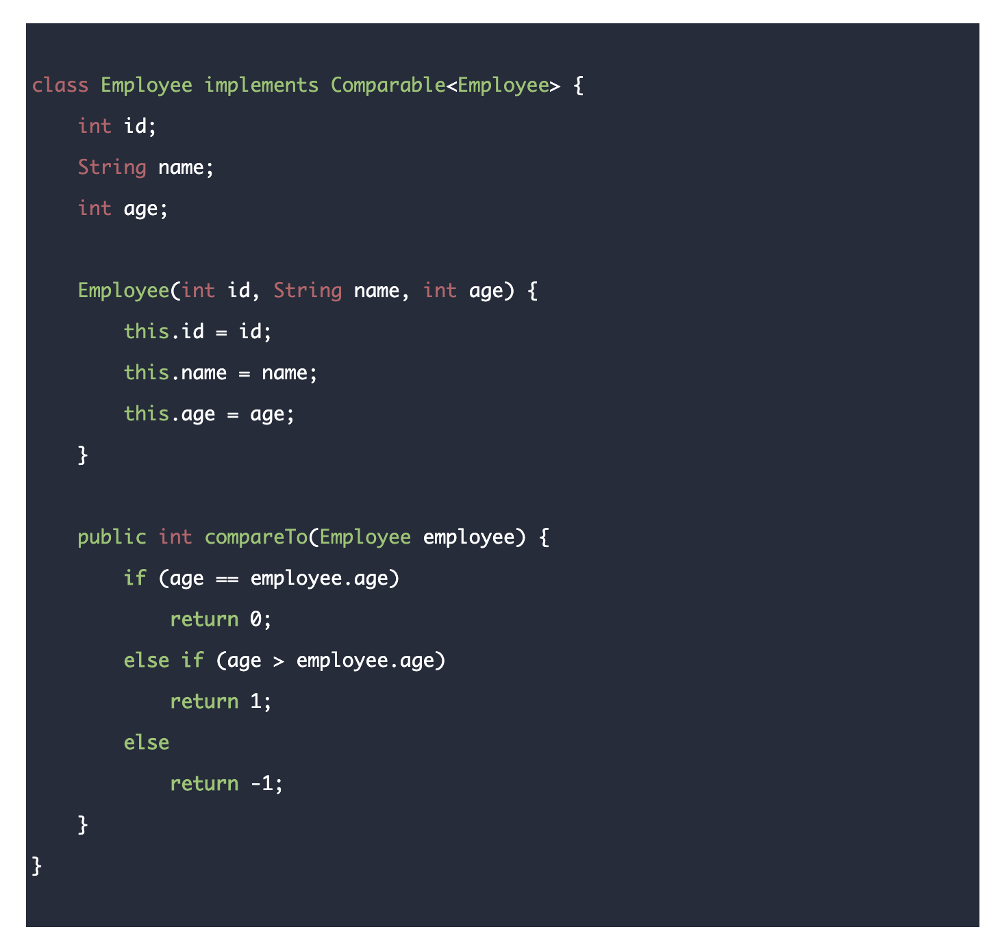 class Employee implements Comparable<Employee> {
    int id;
    String name;
    int age;

    Employee(int id, String name, int age) {
        this.id = id;
        this.name = name;
        this.age = age;
    }

    public int compareTo(Employee employee) {
        if (age == employee.age)
            return 0;
        else if (age > employee.age)
            return 1;
        else
            return -1;
    }
}